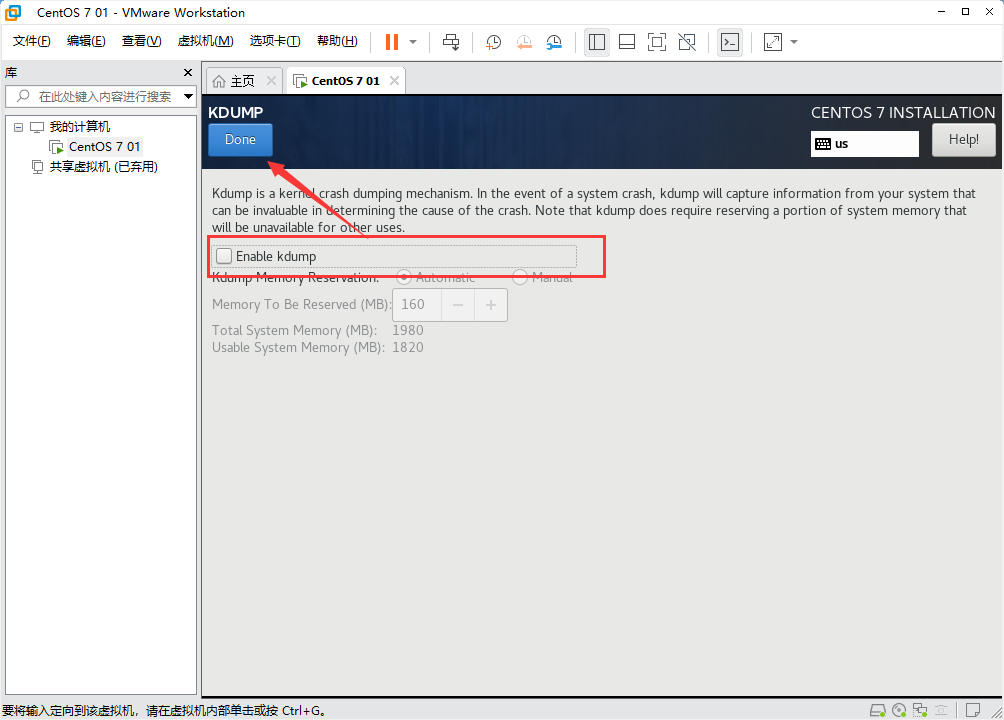 CentOS 7 01 - VMware Workstation
文件(F) 编辑(E) 查看(V) 虚拟机(M) 选项卡(T) 帮助(H)
库
在此处键入内容进行搜索
我的计算机
CentOS 7 01
共享虚拟机 (已弃用)
主页
CentOS 7 01
KDUMP
Done
CENTOS 7 INSTALLATION
us
Help!
Kdump is a kernel crash dumping mechanism. In the event of a system crash, kdump will capture information from your system that
can be invaluable in determining the cause of the crash. Note that kdump does require reserving a portion of system memory that
will be unavailable for other uses.
Enable kdump
Kdump Memory Reservation: Automatic Manual
Memory To Be Reserved (MB): 160 − +
Total System Memory (MB): 1980
Usable System Memory (MB): 1820
要将输入定向到该虚拟机，请在虚拟机内部单击或按 Ctrl+G。